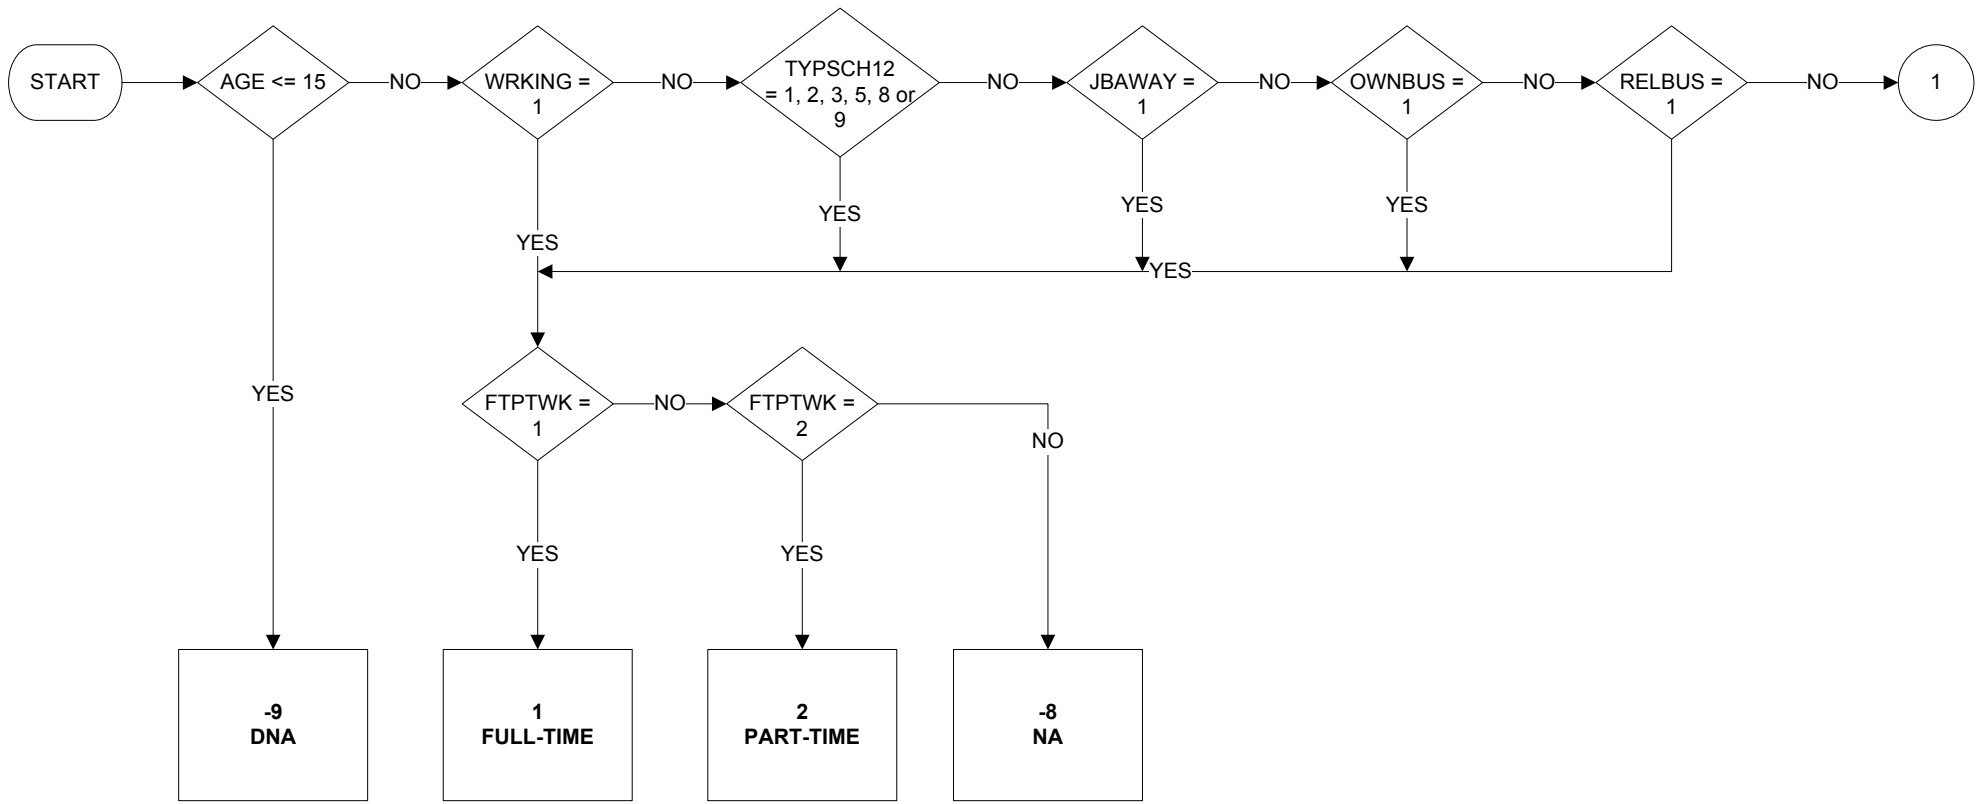 START
AGE <= 15
NO
WRKING =
1
NO
TYPSCH12
= 1, 2, 3, 5, 8 or
9
NO
JBAWAY =
1
NO
OWNBUS =
1
NO
RELBUS =
1
NO
1
YES
YES
YES
YES
YES
YES
FTPTWK =
1
NO
FTPTWK =
2
NO
YES
YES
-9
DNA
1
FULL-TIME
2
PART-TIME
-8
NA